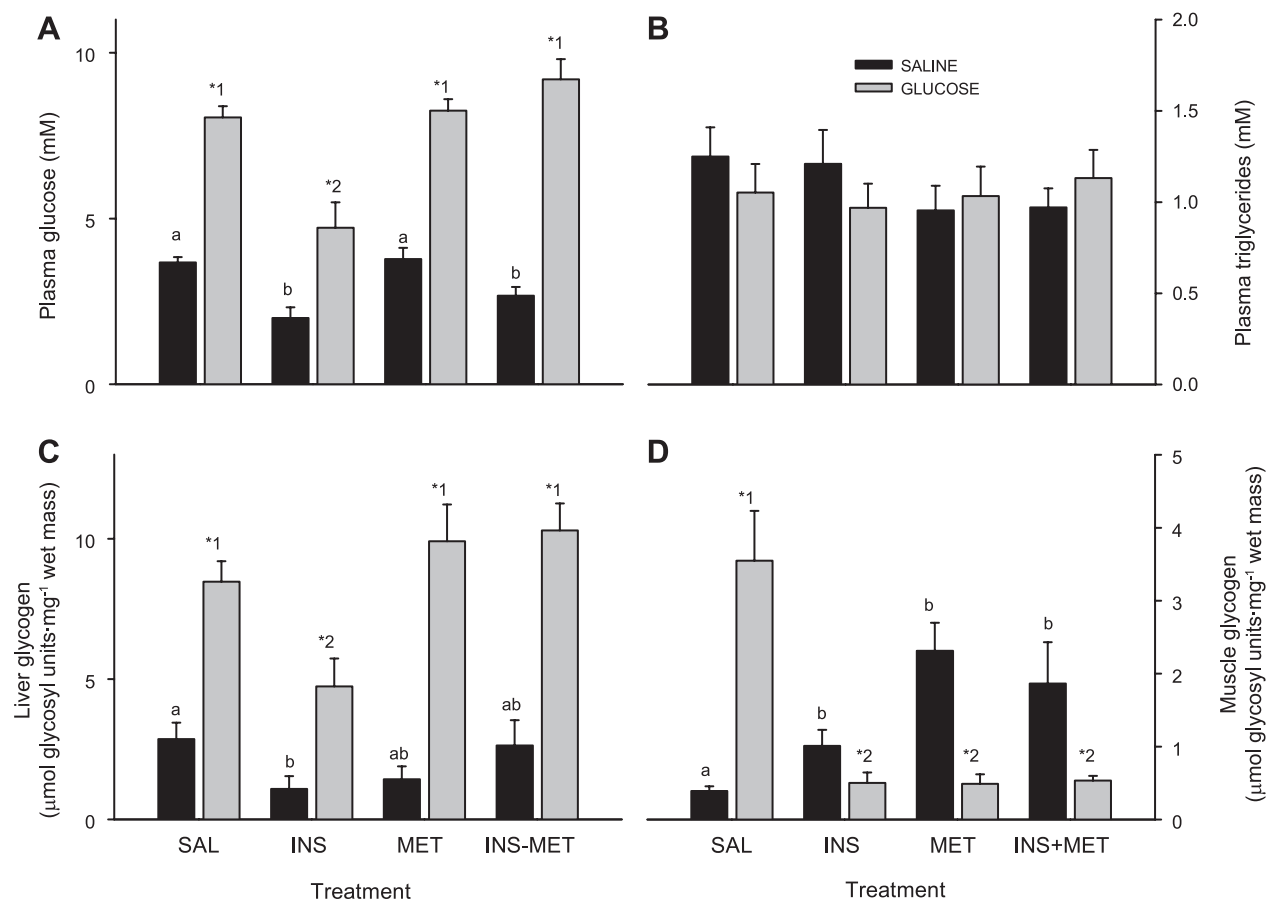 A
B
Plasma glucose (mM)
10
5
0
*1
*1
*1
*2
a
a
b
b
SALINE
GLUCOSE
2.0
1.5
1.0
0.5
0.0
Plasma triglycerides (mM)
C
D
Liver glycogen
(μmol glycosyl units·mg⁻¹ wet mass)
10
5
0
*1
*1
*1
*2
a
b
ab
ab
*1
b
b
b
a
*2
*2
*2
5
4
3
2
1
0
Muscle glycogen
(μmol glycosyl units·mg⁻¹ wet mass)
SAL INS MET INS-MET
SAL INS MET INS+MET
Treatment
Treatment